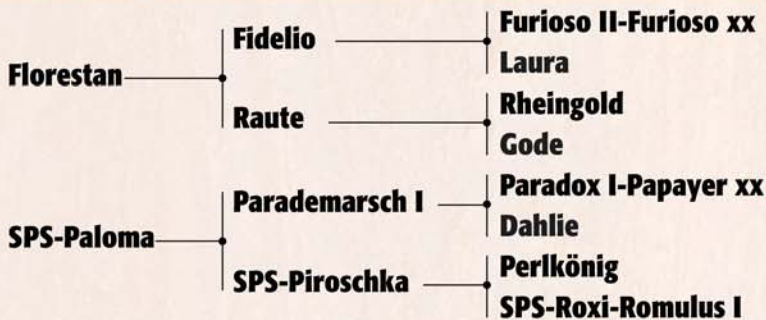 Fidelio
Furioso II-Furioso xx
Laura
Florestan
Raute
Rheingold
Gode
SPS-Paloma
Parademarsch I
Paradox I-Papayer xx
Dahlie
SPS-Piroschka
Perlkönig
SPS-Roxi-Romulus I